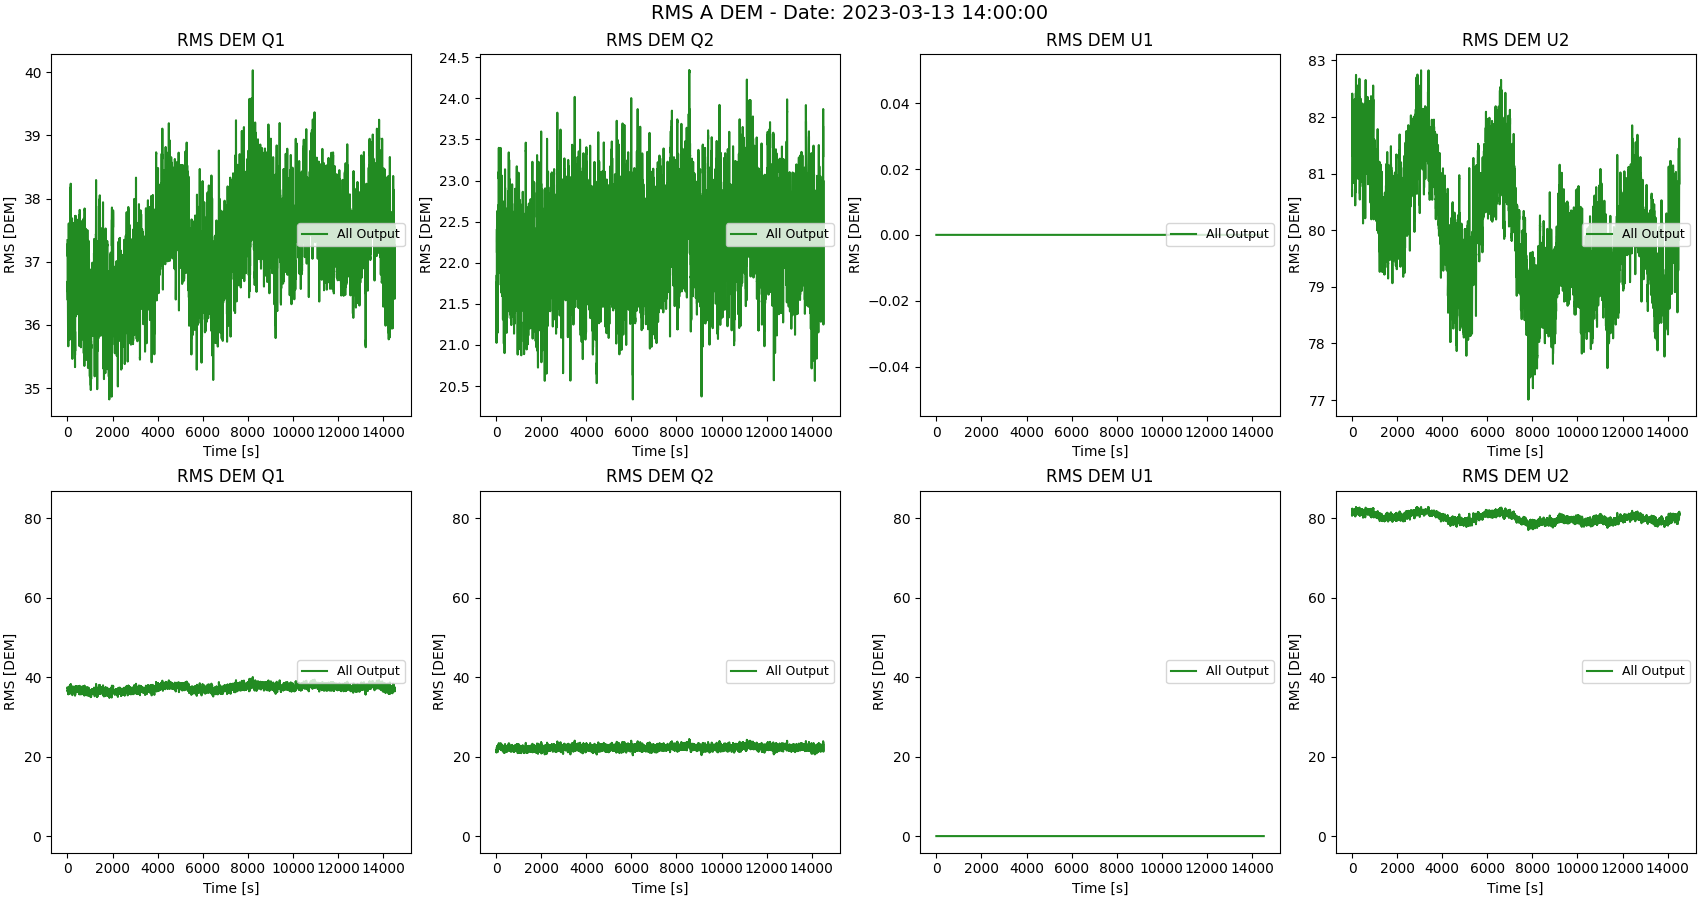 RMS A DEM - Date: 2023-03-13 14:00:00
RMS DEM Q1
RMS [DEM]
40
39
38
37
36
35
All Output
0 2000 4000 6000 8000 10000 12000 14000
Time [s]
RMS DEM Q2
RMS [DEM]
24.5
24.0
23.5
23.0
22.5
22.0
21.5
21.0
20.5
All Output
0 2000 4000 6000 8000 10000 12000 14000
Time [s]
RMS DEM U1
RMS [DEM]
0.04
0.02
0.00
−0.02
−0.04
All Output
0 2000 4000 6000 8000 10000 12000 14000
Time [s]
RMS DEM U2
RMS [DEM]
83
82
81
80
79
78
77
All Output
0 2000 4000 6000 8000 10000 12000 14000
Time [s]
RMS DEM Q1
RMS [DEM]
80
60
40
20
0
All Output
0 2000 4000 6000 8000 10000 12000 14000
Time [s]
RMS DEM Q2
RMS [DEM]
80
60
40
20
0
All Output
0 2000 4000 6000 8000 10000 12000 14000
Time [s]
RMS DEM U1
RMS [DEM]
80
60
40
20
0
All Output
0 2000 4000 6000 8000 10000 12000 14000
Time [s]
RMS DEM U2
RMS [DEM]
80
60
40
20
0
All Output
0 2000 4000 6000 8000 10000 12000 14000
Time [s]